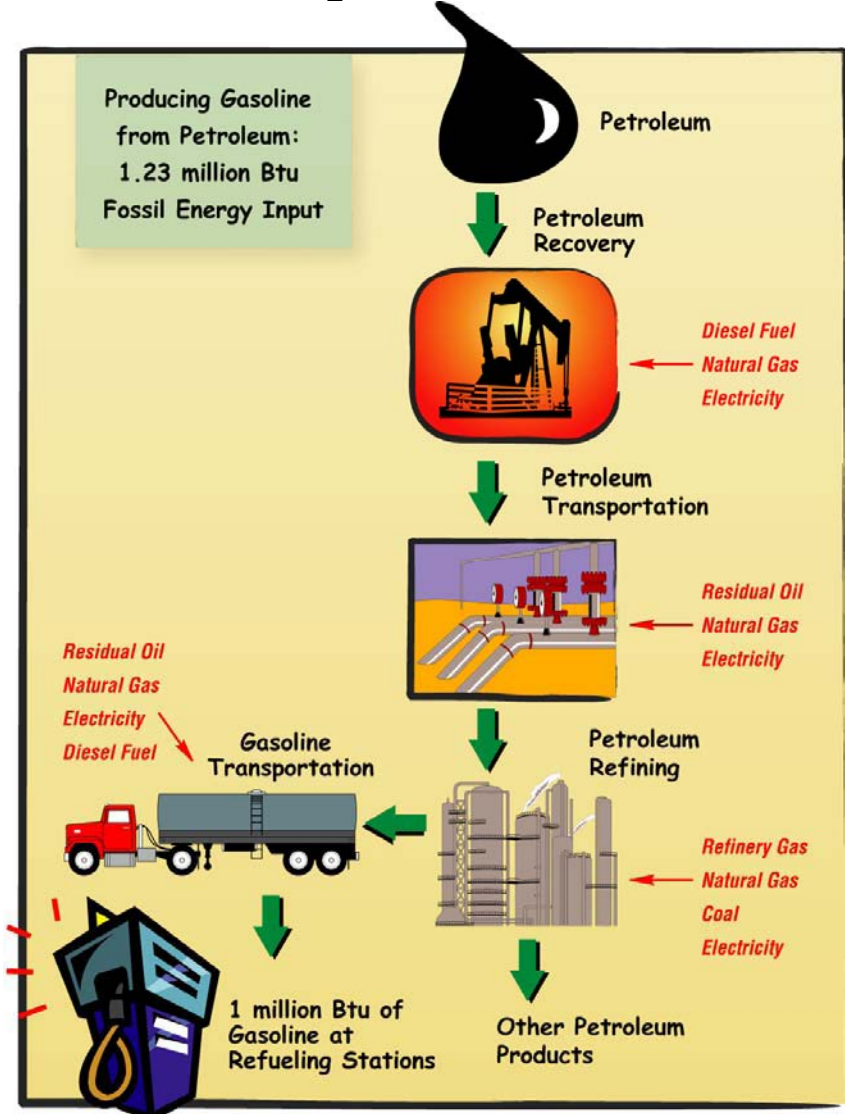 Producing Gasoline
from Petroleum:
1.23 million Btu
Fossil Energy Input
Petroleum
Petroleum
Recovery
Diesel Fuel
Natural Gas
Electricity
Petroleum
Transportation
Residual Oil
Natural Gas
Electricity
Residual Oil
Natural Gas
Electricity
Diesel Fuel
Gasoline
Transportation
Petroleum
Refining
Refinery Gas
Natural Gas
Coal
Electricity
1 million Btu of
Gasoline at
Refueling Stations
Other Petroleum
Products